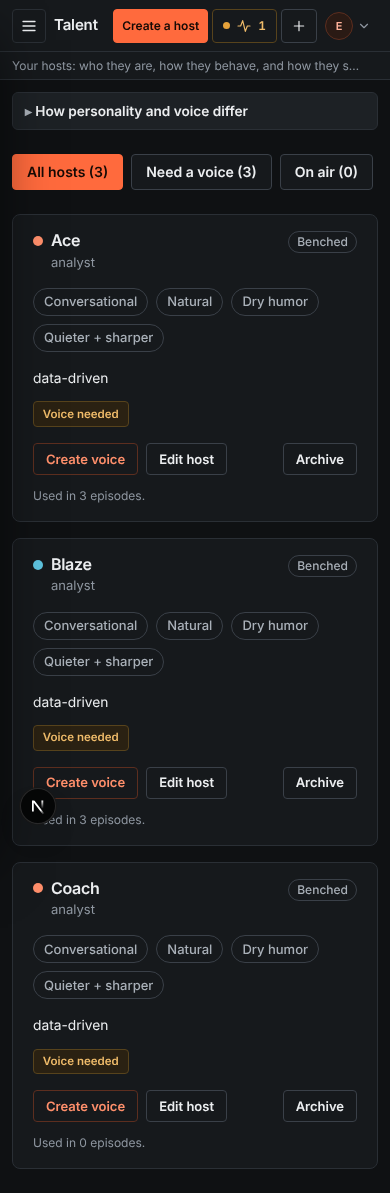 Talent
Create a host
1
E
Your hosts: who they are, how they behave, and how they s...
▸ How personality and voice differ
All hosts (3)
Need a voice (3)
On air (0)
Ace
Benched
analyst
Conversational
Natural
Dry humor
Quieter + sharper
data-driven
Voice needed
Create voice
Edit host
Archive
Used in 3 episodes.
Blaze
Benched
analyst
Conversational
Natural
Dry humor
Quieter + sharper
data-driven
Voice needed
Create voice
Edit host
Archive
N
ed in 3 episodes.
Coach
Benched
analyst
Conversational
Natural
Dry humor
Quieter + sharper
data-driven
Voice needed
Create voice
Edit host
Archive
Used in 0 episodes.